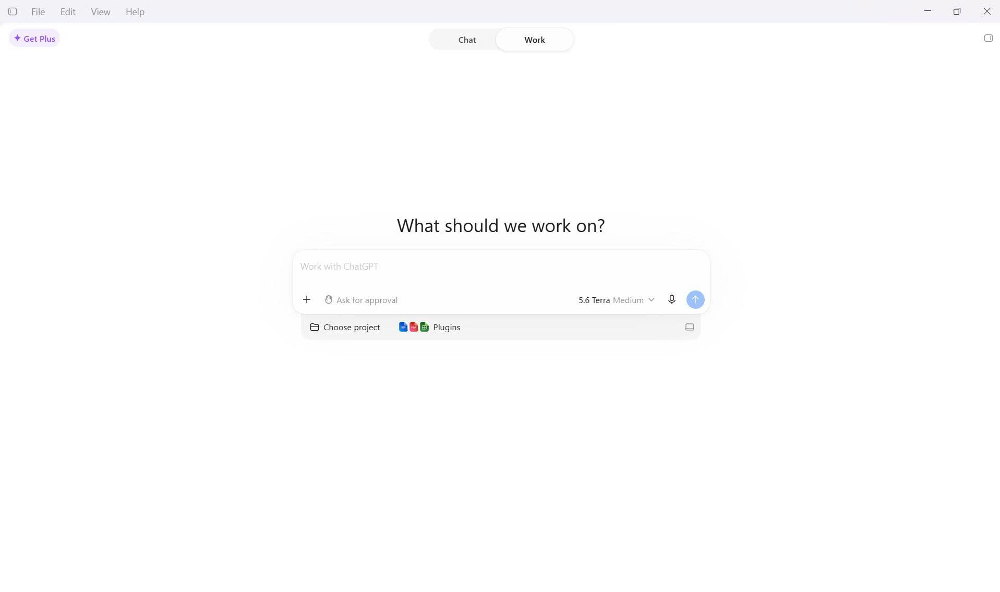 File Edit View Help
Get Plus
Chat Work
What should we work on?
Work with ChatGPT
Ask for approval 5.6 Terra Medium
Choose project PDF Plugins